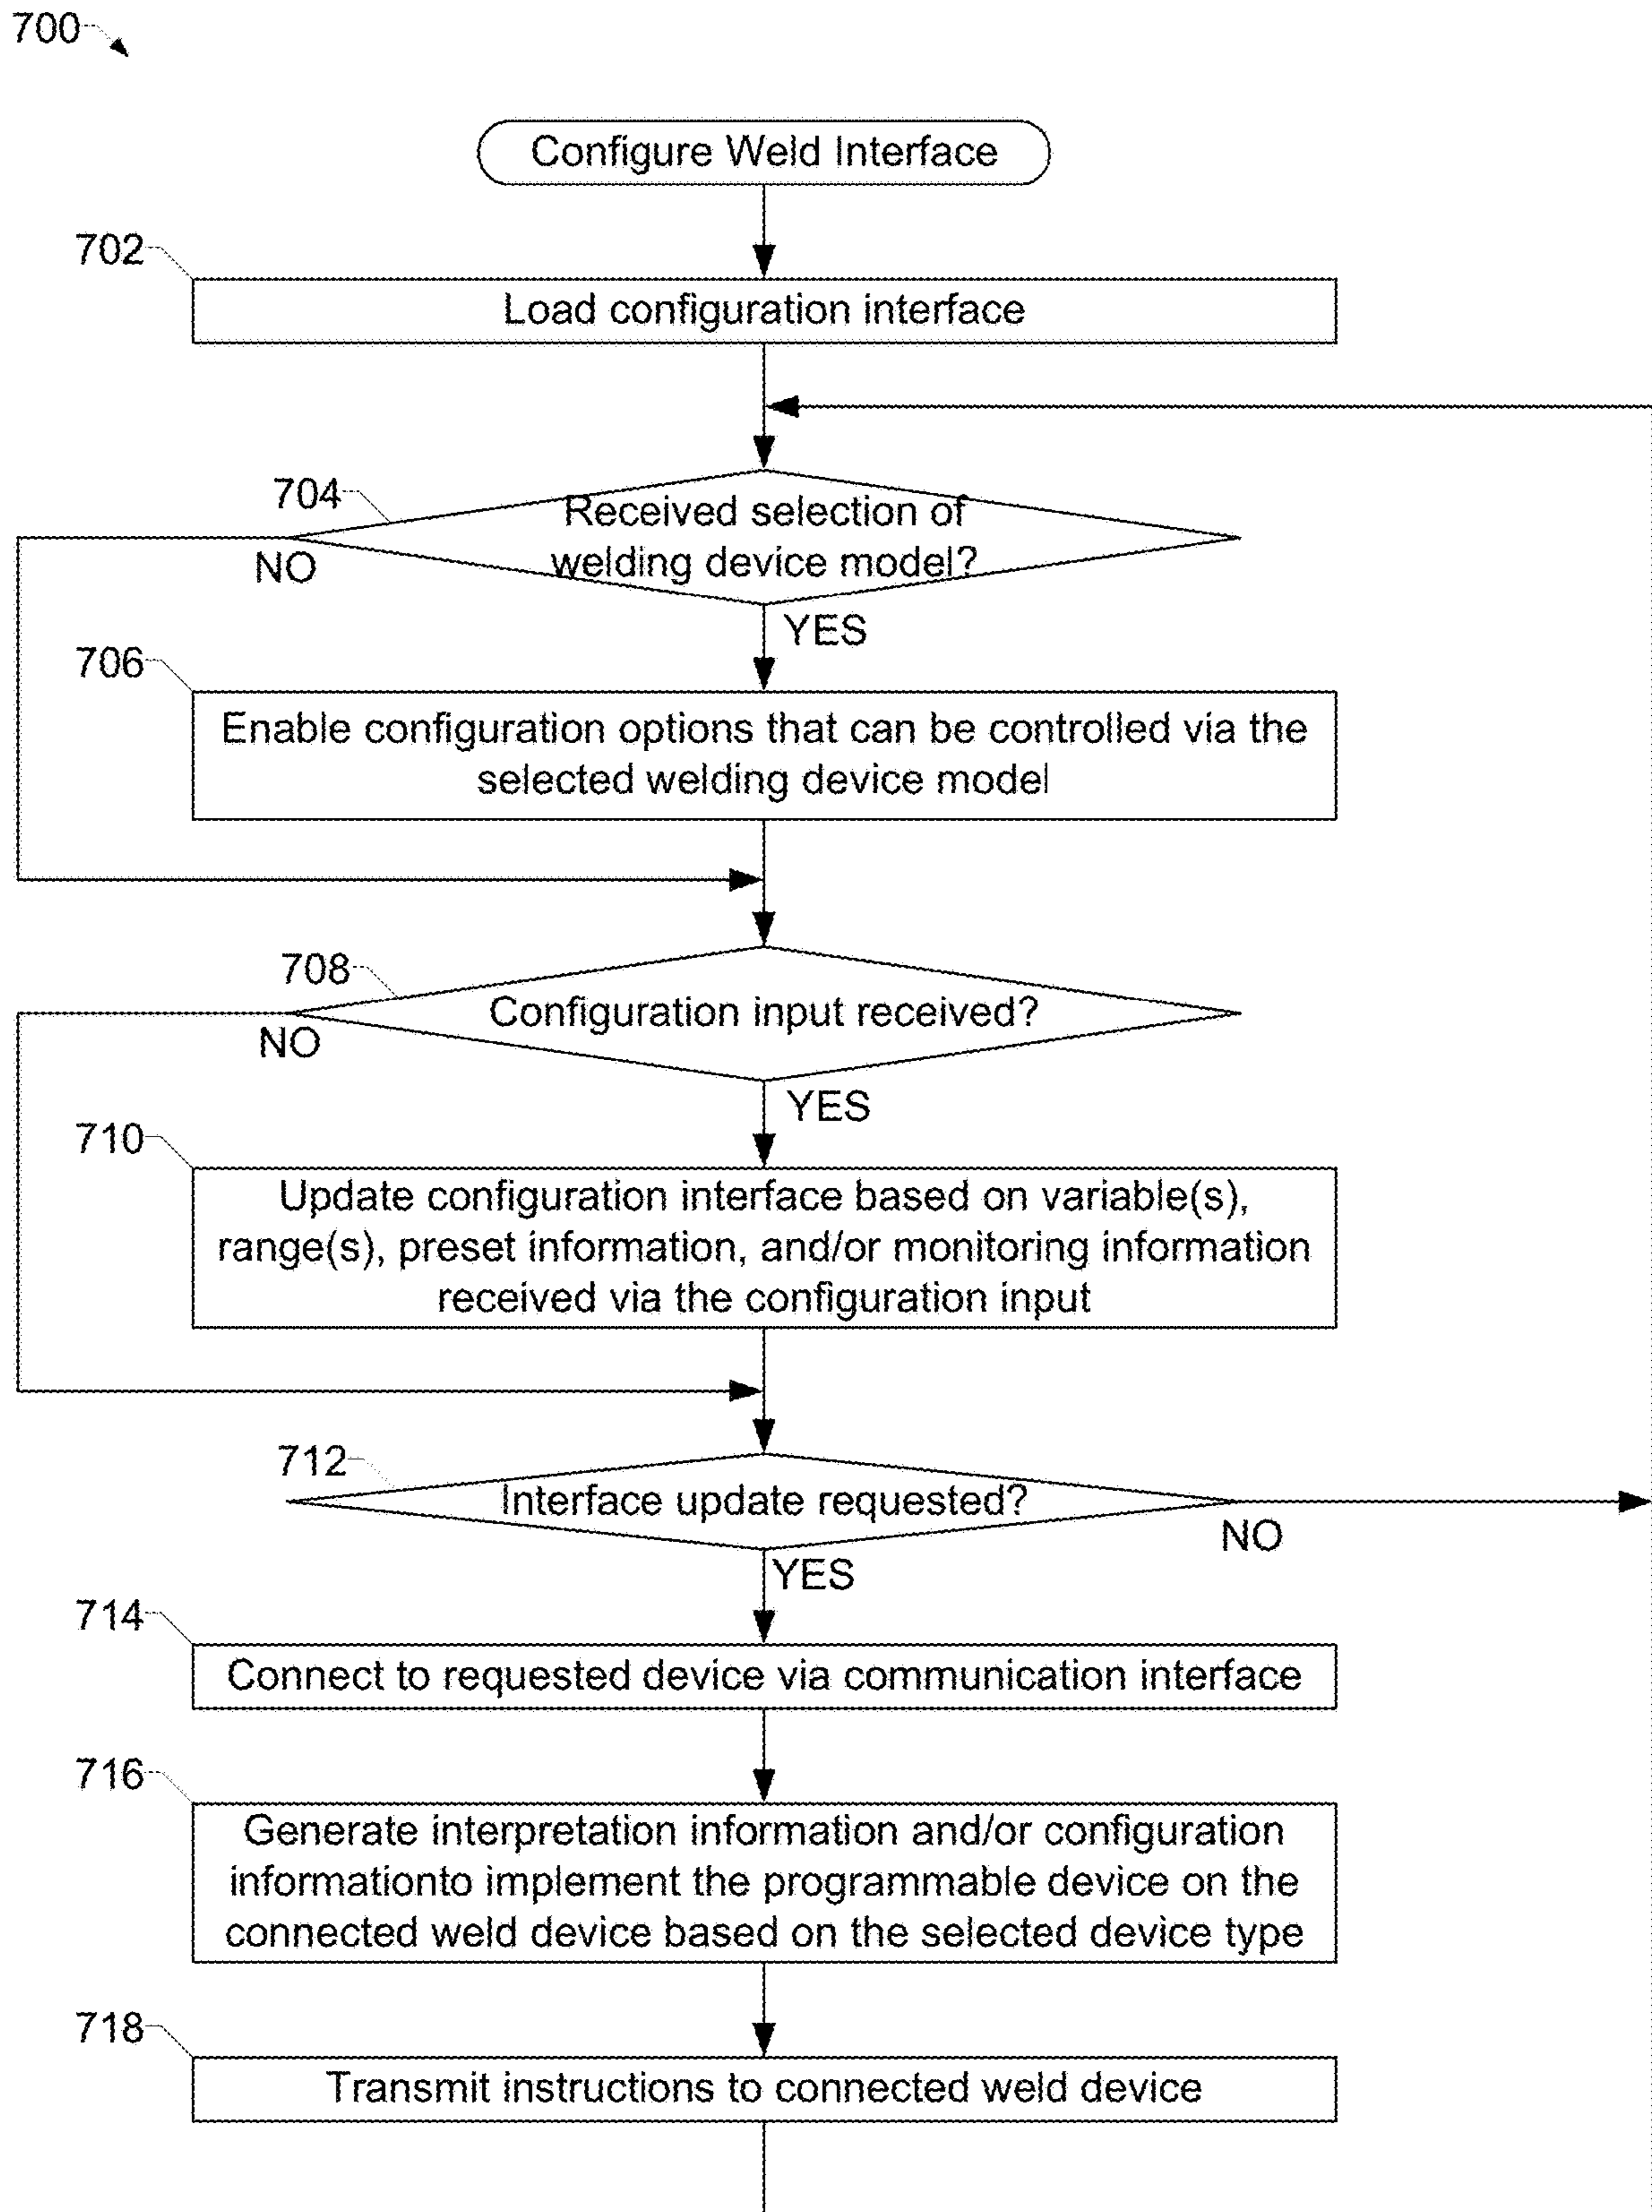 700
Configure Weld Interface
702
Load configuration interface
704
Received selection of
welding device model?
NO
YES
706
Enable configuration options that can be controlled via the
selected welding device model
708
Configuration input received?
NO
YES
710
Update configuration interface based on variable(s),
range(s), preset information, and/or monitoring information
received via the configuration input
712
Interface update requested?
NO
YES
714
Connect to requested device via communication interface
716
Generate interpretation information and/or configuration
informationto implement the programmable device on the
connected weld device based on the selected device type
718
Transmit instructions to connected weld device